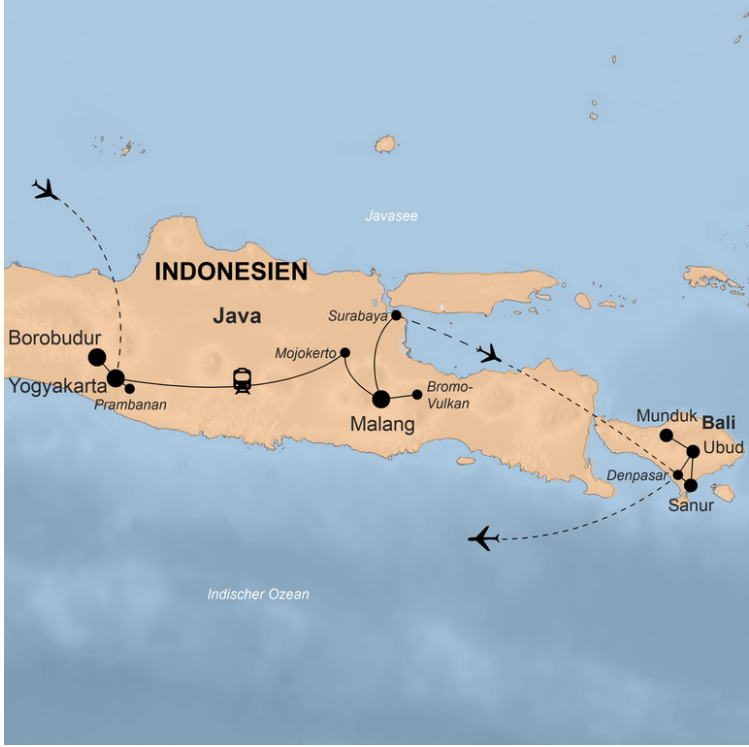 Javasee
INDONESIEN
Java
Surabaya
Borobudur
Mojokerto
Yogyakarta
Prambanan
Bromo-
Vulkan
Malang
Munduk
Bali
Ubud
Denpasar
Sanur
Indischer Ozean